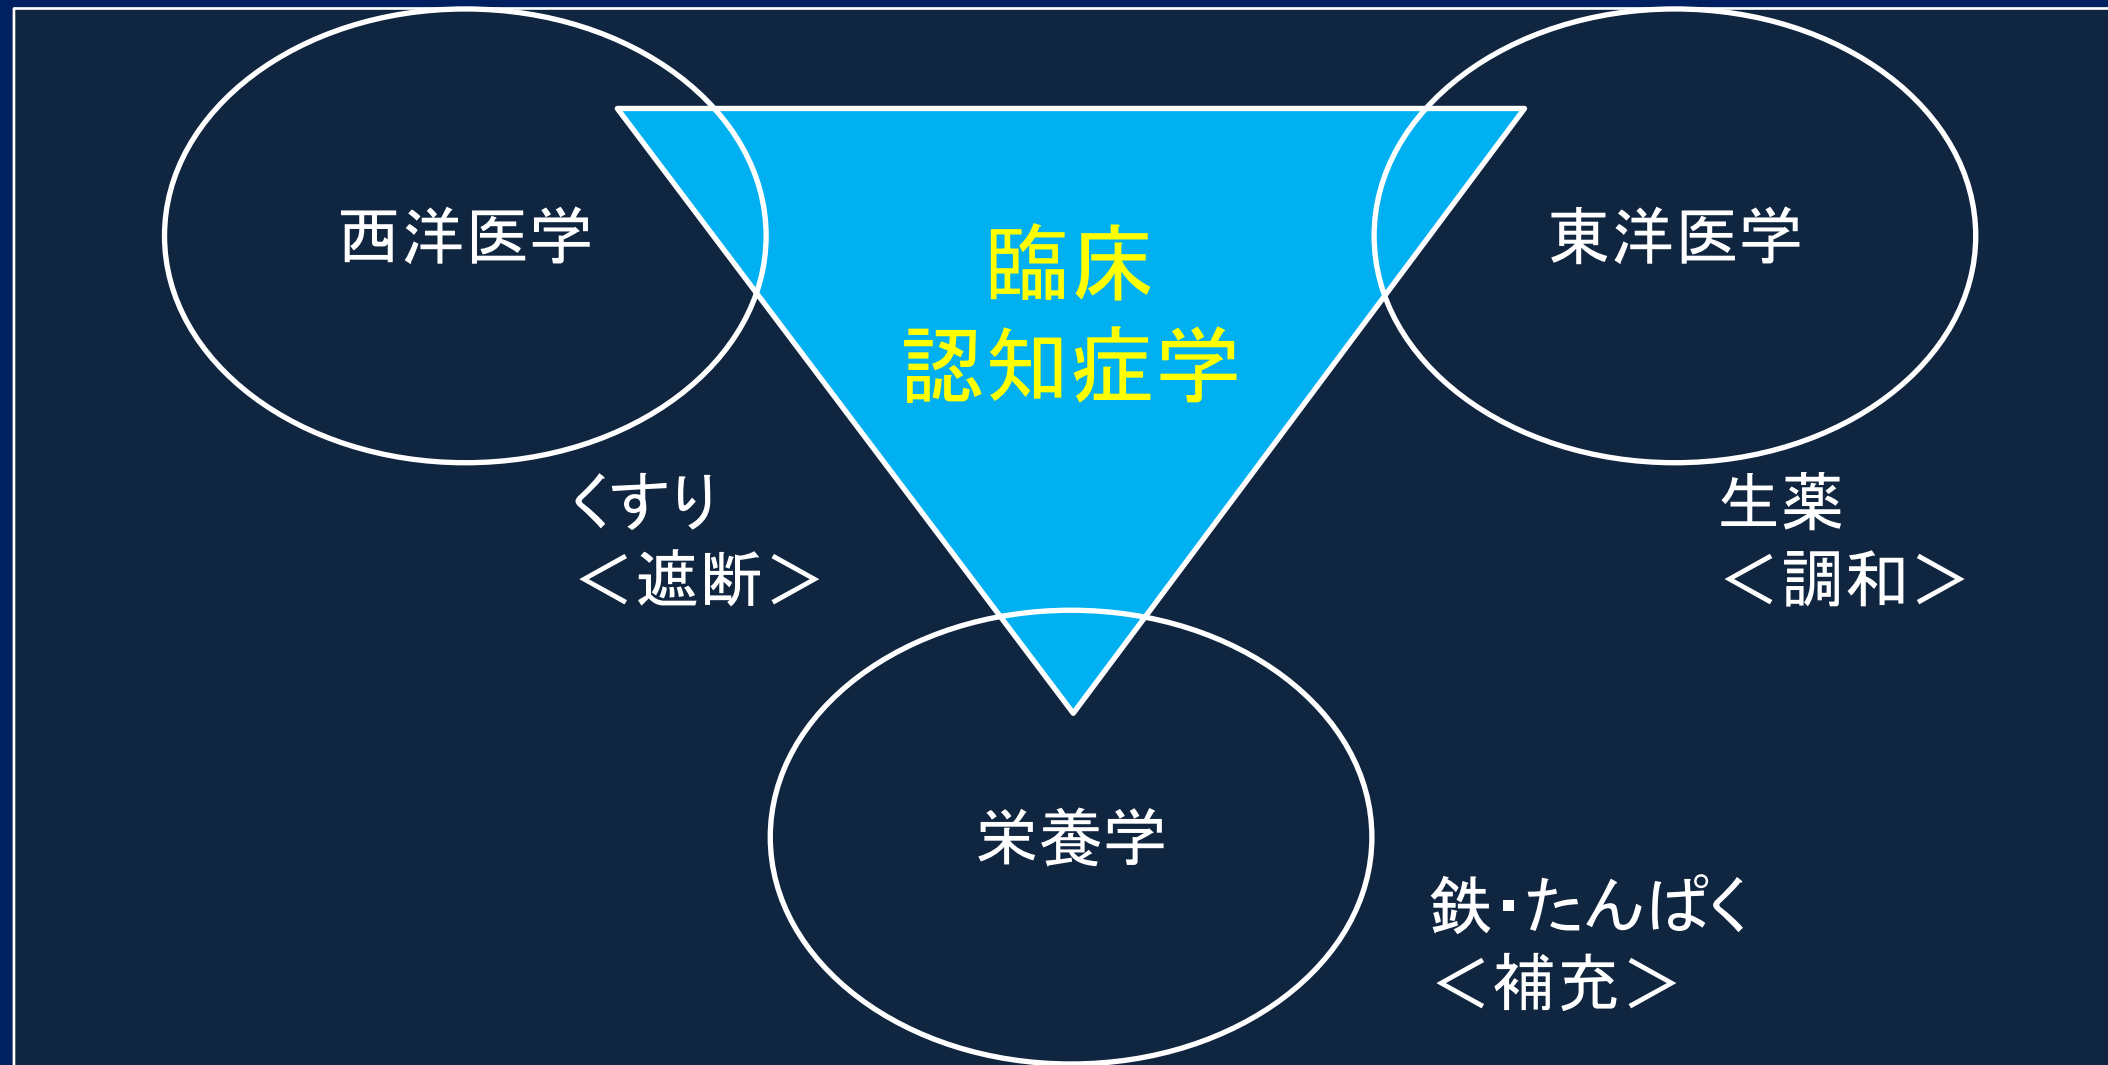 西洋医学
臨床
認知症学
東洋医学
くすり
＜遮断＞
生薬
＜調和＞
栄養学
鉄・たんぱく
＜補充＞